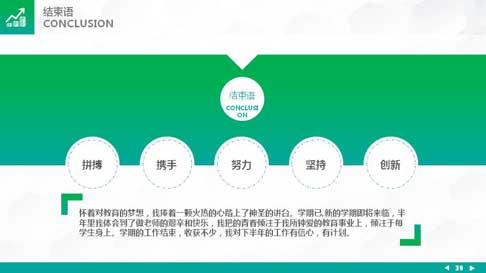 结束语
CONCLUSION
结束语
CONCLUSI
ON
拼搏
携手
努力
坚持
创新
怀着对教育的梦想，我捧着一颗火热的心踏上了神圣的讲台。学期已,新的学期即将来临，半
年里我体会到了做老师的艰辛和快乐，我把的青春倾注于我所钟爱的教育事业上，倾注于每
学生身上。学期的工作结束，收获不少，我对下半年的工作有信心，有计划。
39